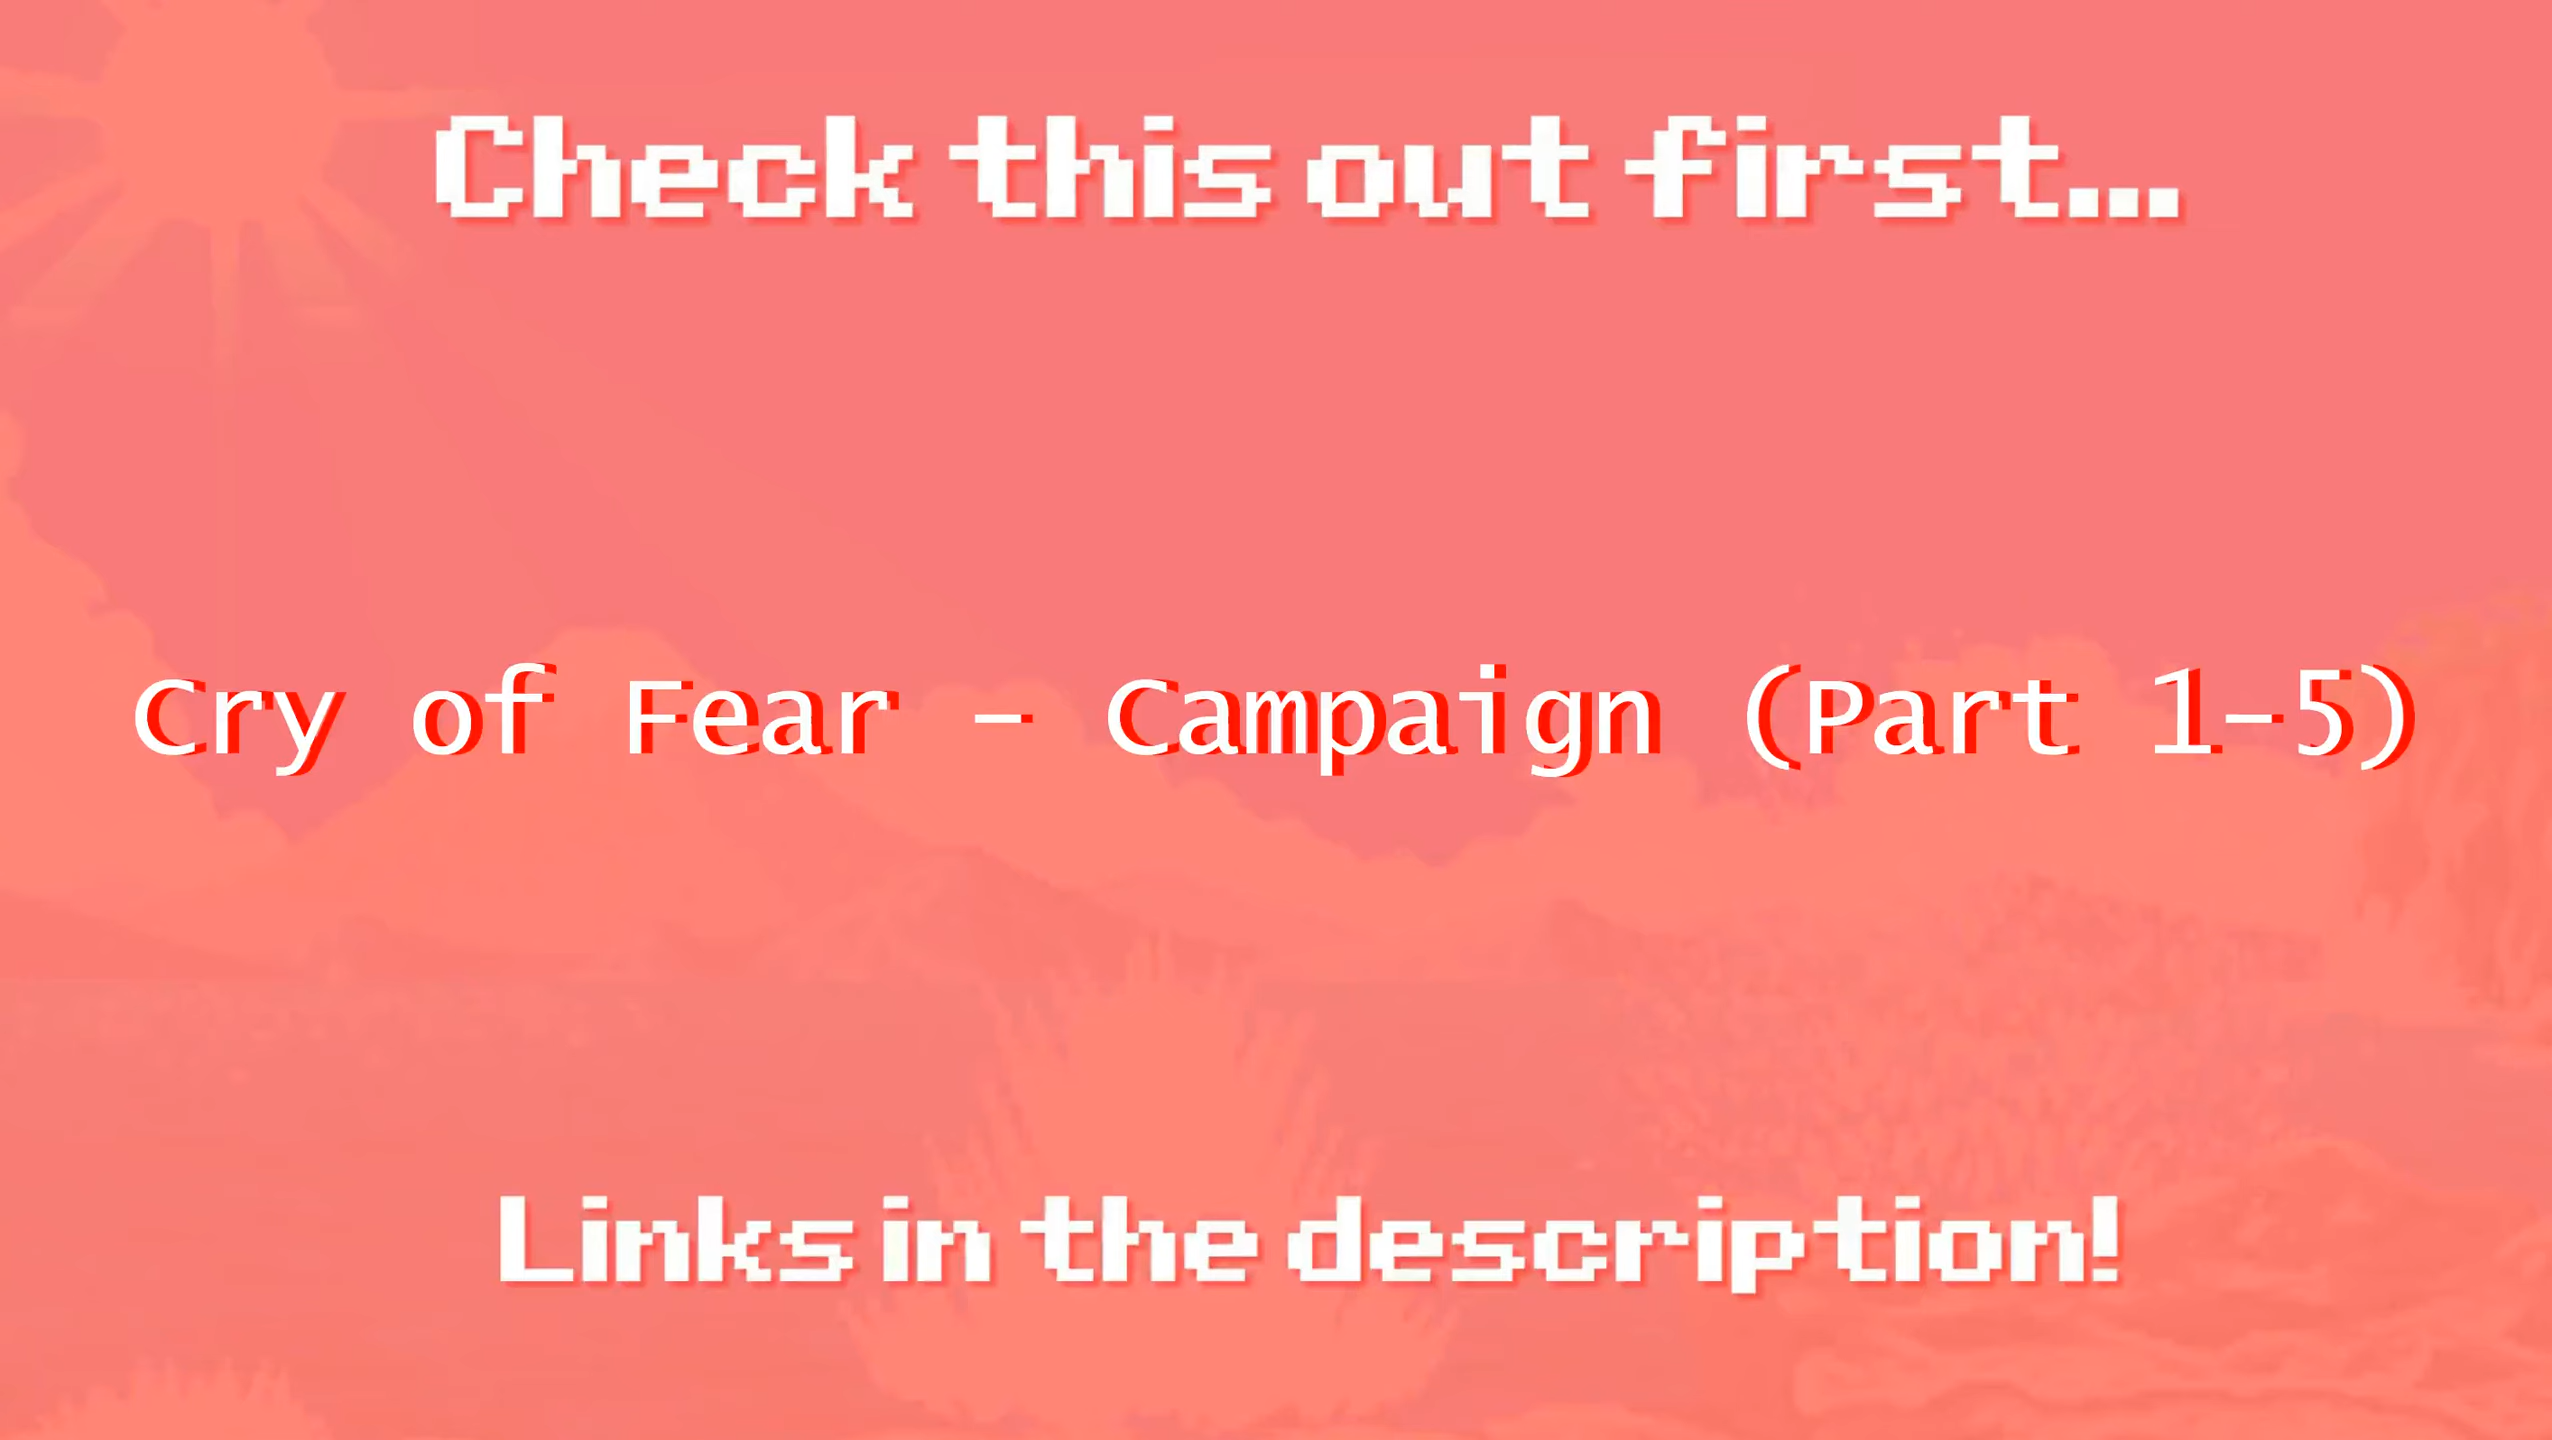 Check this out first...
Cry of Fear - Campaign (Part 1-5)
Links in the description!